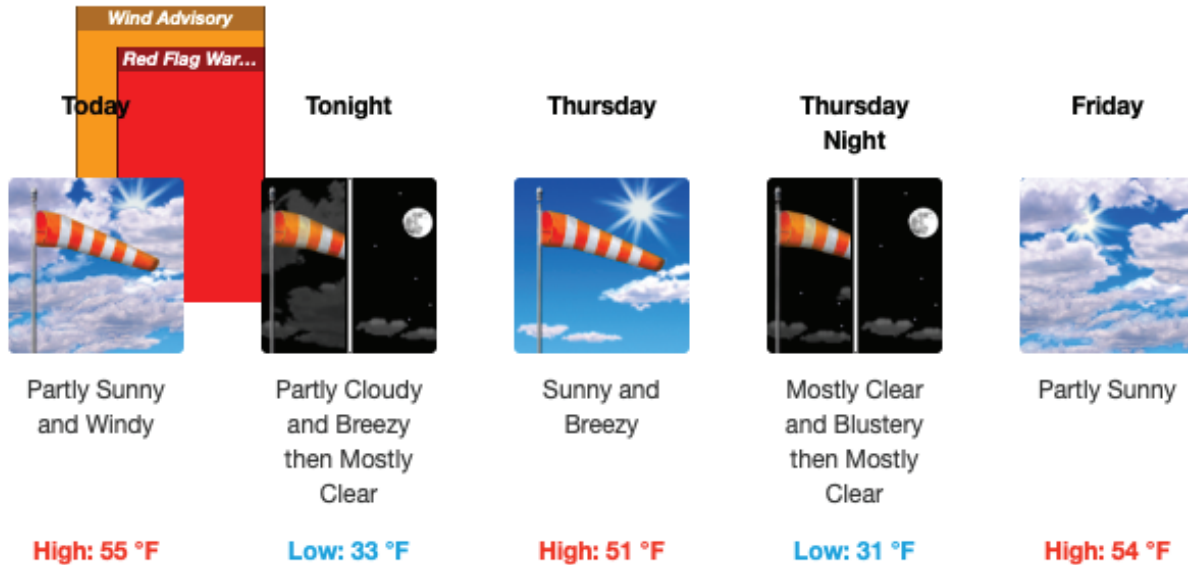 Wind Advisory
Red Flag War...
Today
Tonight
Thursday
Thursday
Night
Friday
Partly Sunny
and Windy
Partly Cloudy
and Breezy
then Mostly
Clear
Sunny and
Breezy
Mostly Clear
and Blustery
then Mostly
Clear
Partly Sunny
High: 55 °F
Low: 33 °F
High: 51 °F
Low: 31 °F
High: 54 °F